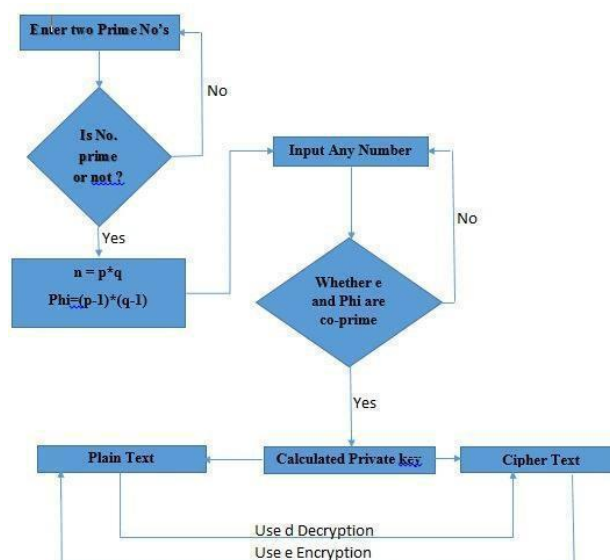 Enter two Prime No's
No
Is No.
prime
or not ?
Yes
n = p*q
Phi=(p-1)*(q-1)
Input Any Number
No
Whether e
and Phi are
co-prime
Yes
Plain Text
Calculated Private key
Cipher Text
Use d Decryption
Use e Encryption